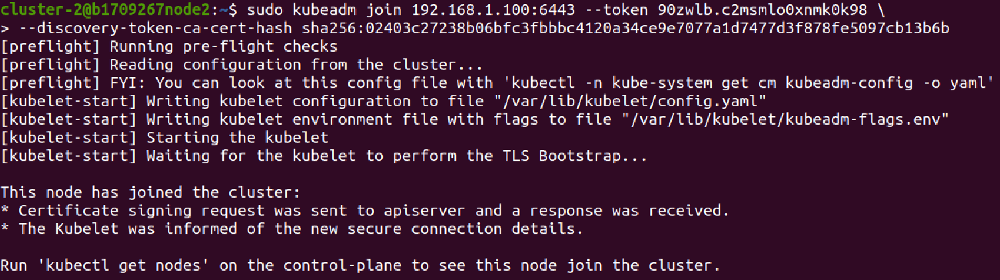 cluster-2@b1709267node2:~$ sudo kubeadm join 192.168.1.100:6443 --token 90zwlb.c2msmlo0xnmk0k98 \
> --discovery-token-ca-cert-hash sha256:02403c27238b06bfc3fbbbc4120a34ce9e7077a1d7477d3f878fe5097cb13b6b
[preflight] Running pre-flight checks
[preflight] Reading configuration from the cluster...
[preflight] FYI: You can look at this config file with 'kubectl -n kube-system get cm kubeadm-config -o yaml'
[kubelet-start] Writing kubelet configuration to file "/var/lib/kubelet/config.yaml"
[kubelet-start] Writing kubelet environment file with flags to file "/var/lib/kubelet/kubeadm-flags.env"
[kubelet-start] Starting the kubelet
[kubelet-start] Waiting for the kubelet to perform the TLS Bootstrap...
This node has joined the cluster:
* Certificate signing request was sent to apiserver and a response was received.
* The Kubelet was informed of the new secure connection details.
Run 'kubectl get nodes' on the control-plane to see this node join the cluster.